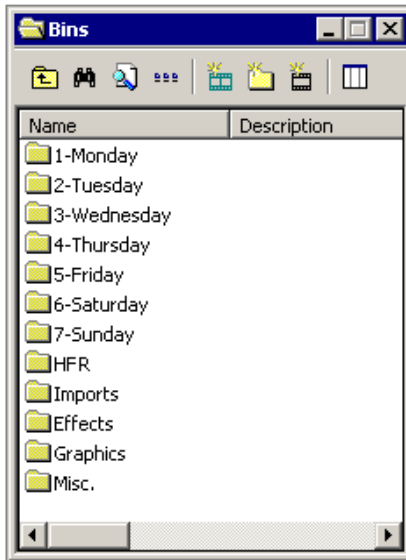 Bins
Name Description
1-Monday
2-Tuesday
3-Wednesday
4-Thursday
5-Friday
6-Saturday
7-Sunday
HFR
Imports
Effects
Graphics
Misc.